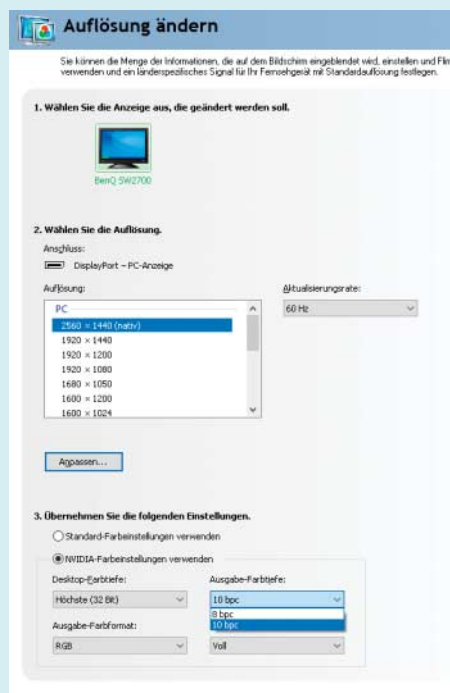 Auflösung ändern
Sie können die Menge der Informationen, die auf dem Bildschirm eingeblendet wird, einstellen und Flim
verwenden und ein länderspezifisches Signal für Ihr Fernsehgerät mit Standardauflösung festlegen.
1. Wählen Sie die Anzeige aus, die geändert werden soll.
BenQ SW2700
2. Wählen Sie die Auflösung.
Anschluss:
DisplayPort – PC-Anzeige
Auflösung:
Aktualisierungsrate:
PC
60 Hz
2560 × 1440 (nativ)
1920 × 1440
1920 × 1200
1920 × 1080
1680 × 1050
1600 × 1200
1600 × 1024
Anpassen...
3. Übernehmen Sie die folgenden Einstellungen.
Standard-Farbeinstellungen verwenden
NVIDIA-Farbeinstellungen verwenden
Desktop-Farbtiefe:
Ausgabe-Farbtiefe:
Höchste (32 Bit)
10 bpc
8 bpc
10 bpc
Ausgabe-Farbformat:
RGB
Voll